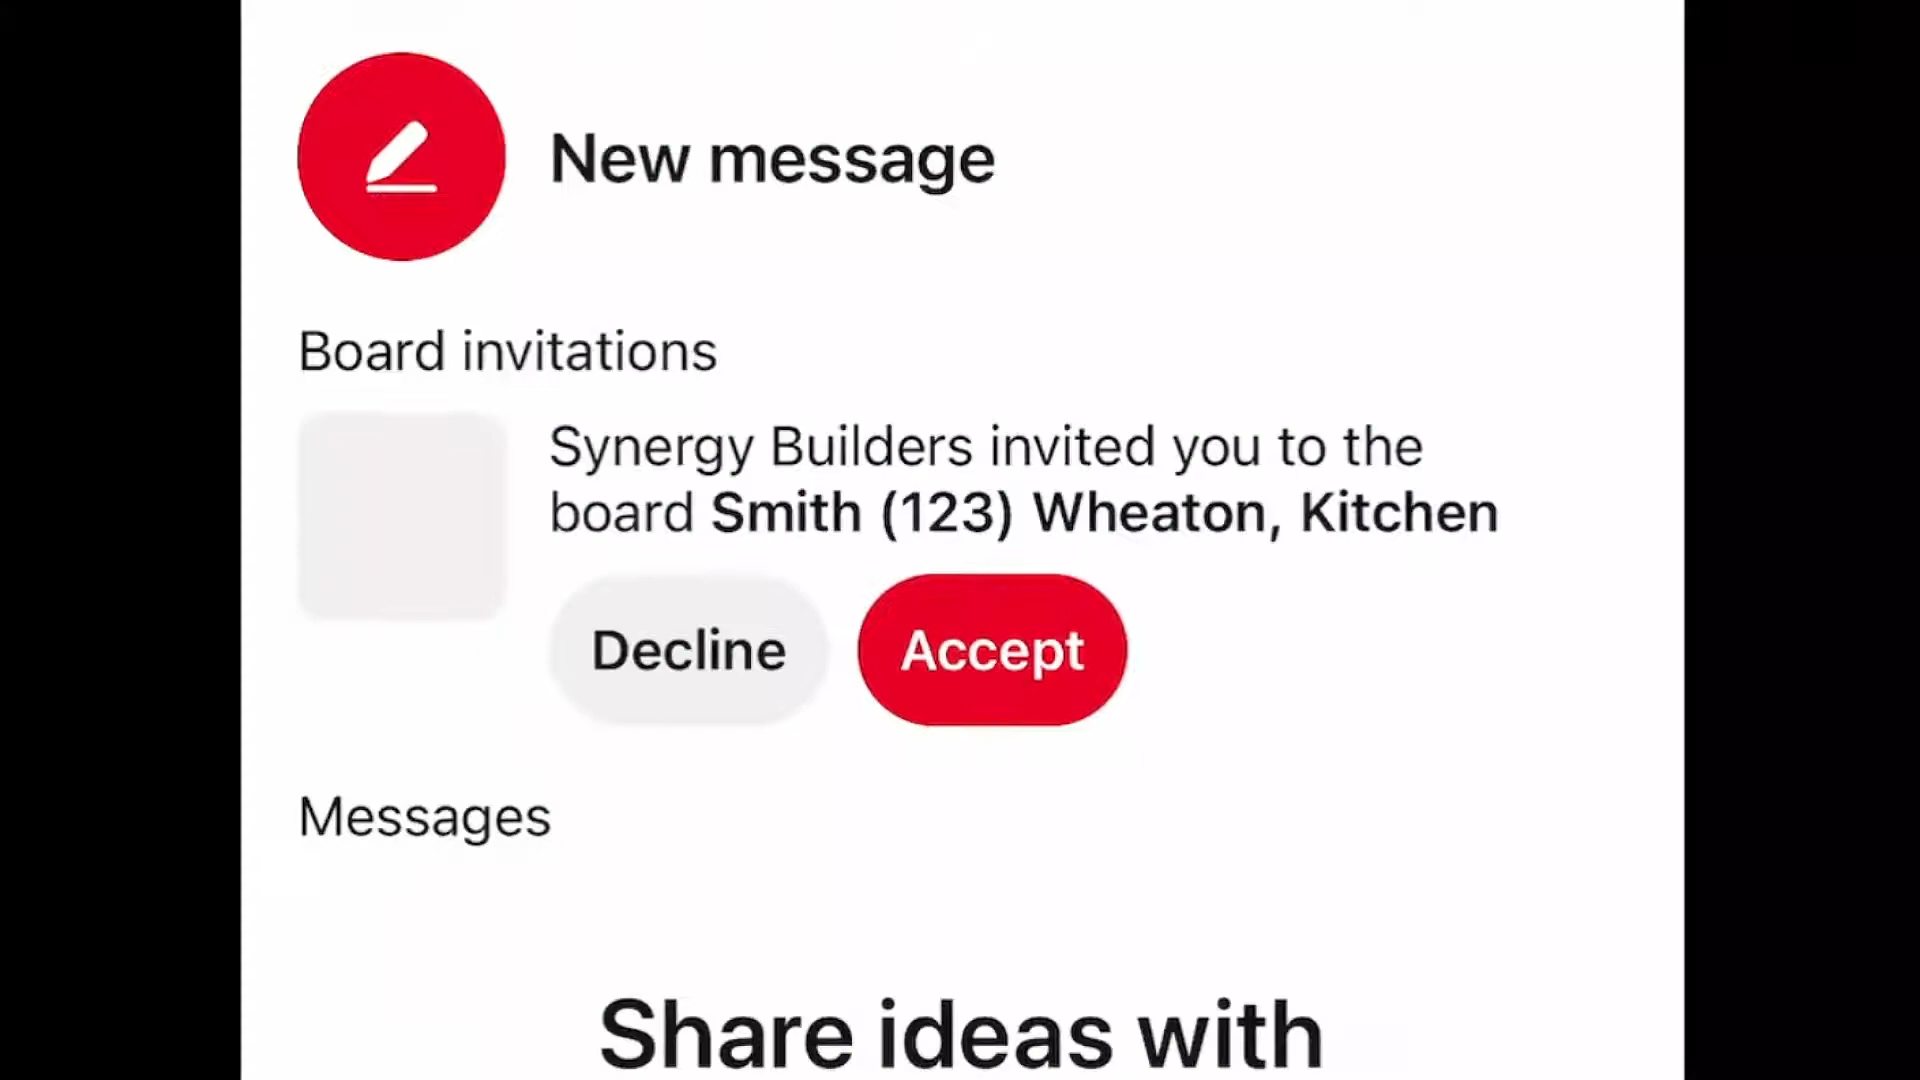 New message
Board invitations
Synergy Builders invited you to the
board Smith (123) Wheaton, Kitchen
Decline
Accept
Messages
Share ideas with